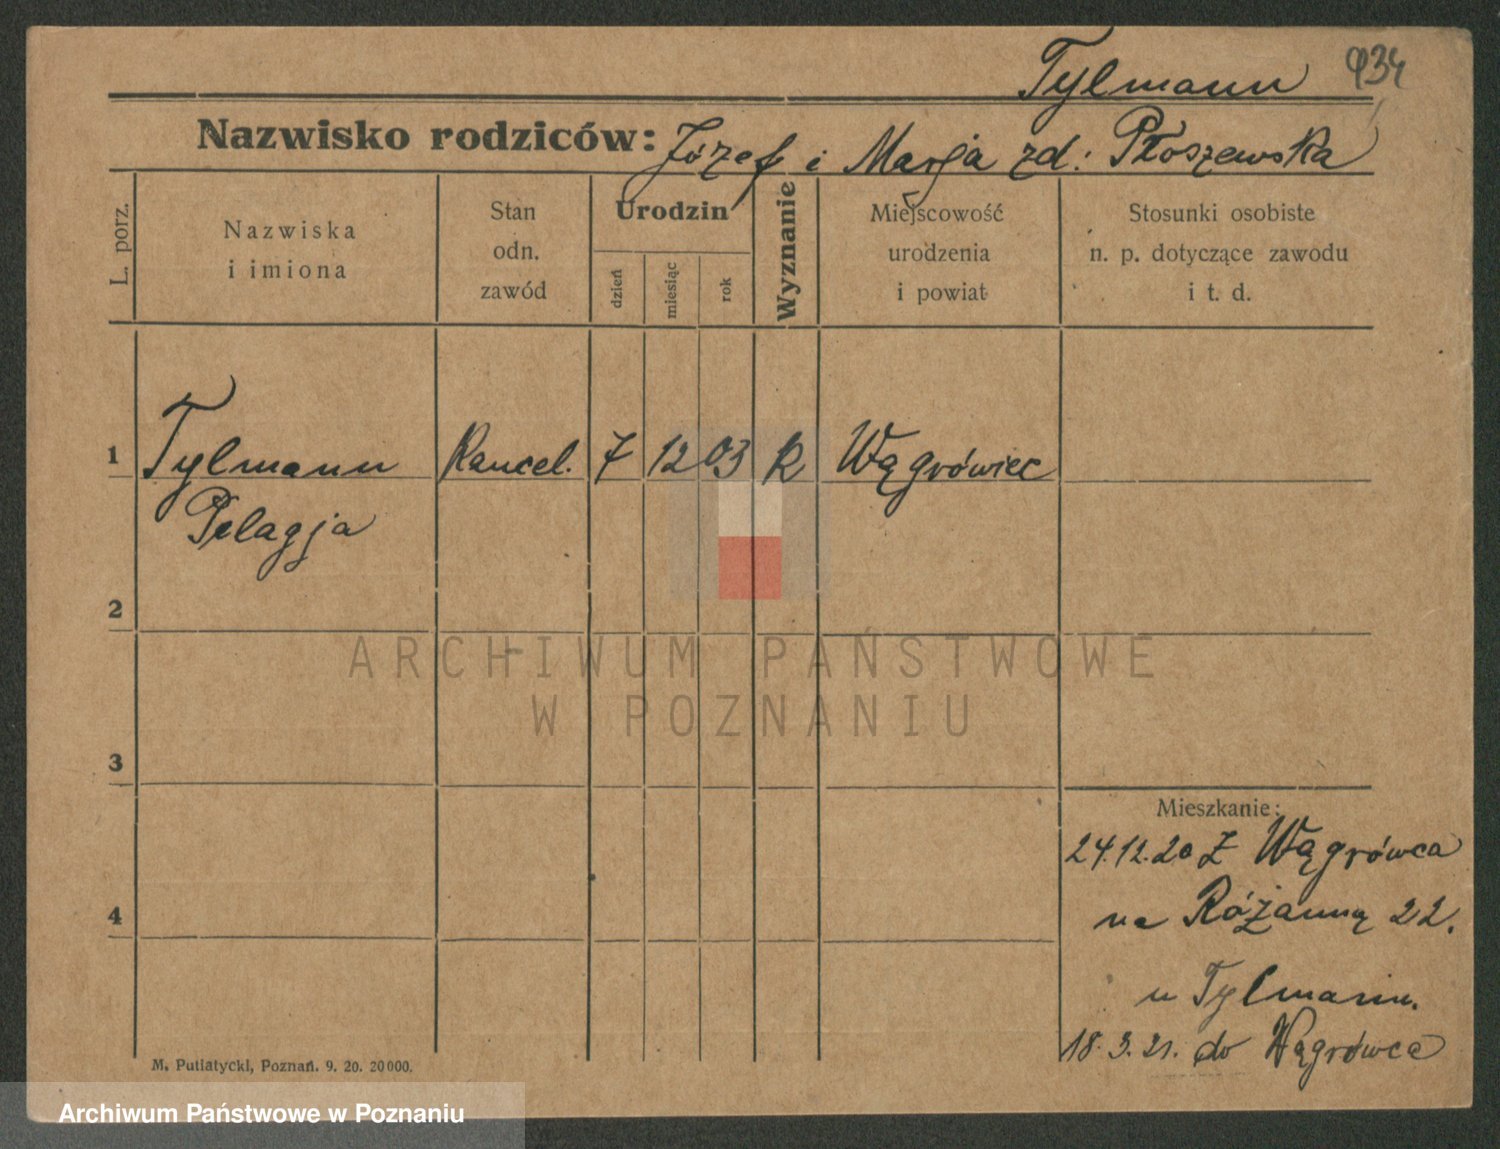 Tylmann 934
Nazwisko rodziców: Józef i Marja zd: Płoszewska
L. porz.
Nazwiska
i imiona
Stan
odn.
zawód
Urodzin
dzień
miesiąc
rok
Wyznanie
Miejscowość
urodzenia
i powiat
Stosunki osobiste
n. p. dotyczące zawodu
i t. d.
1 Tylmann Kancel. 7 12 03 R Wągrówiec
Pelagja
2
3
4
ARCHIWUM PAŃSTWOWE
W POZNANIU
Mieszkanie:
24.12.20 Z Wągrówca
na Różanną 22.
u Tylmann.
18.3.21. do Wągrówca
M. Putiatycki, Poznań. 9. 20. 20000.
Archiwum Państwowe w Poznaniu